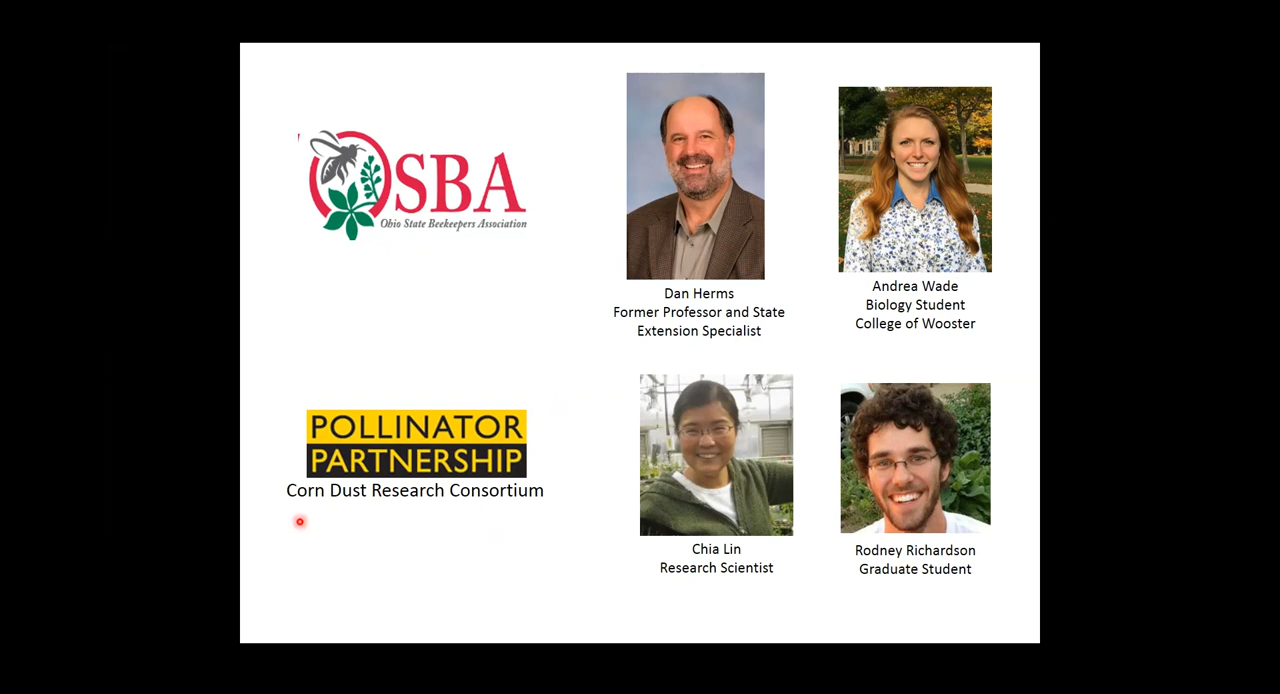 OSBA
Ohio State Beekeepers Association
Dan Herms
Former Professor and State
Extension Specialist
Andrea Wade
Biology Student
College of Wooster
POLLINATOR
PARTNERSHIP
Corn Dust Research Consortium
Chia Lin
Research Scientist
Rodney Richardson
Graduate Student